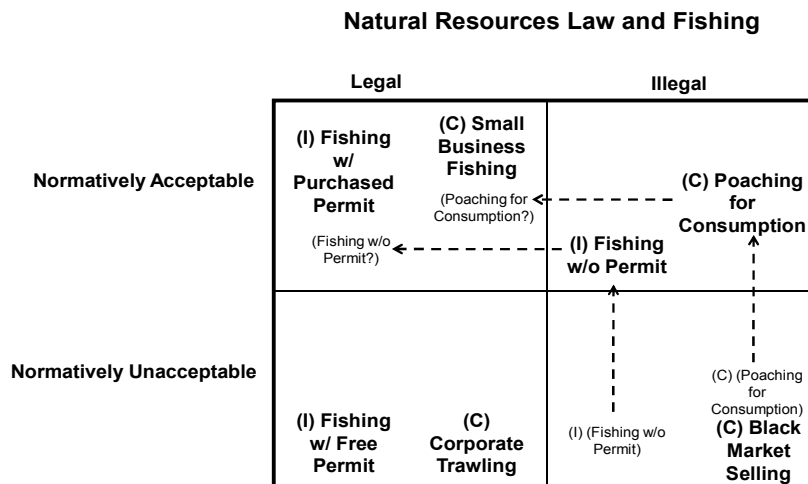 Natural Resources Law and Fishing
Legal
Illegal
Normatively Acceptable
(I) Fishing
w/
Purchased
Permit
(C) Small
Business
Fishing
(Poaching for
Consumption?)
(Fishing w/o
Permit?)
(C) Poaching
for
Consumption
(I) Fishing
w/o Permit
Normatively Unacceptable
(I) Fishing
w/ Free
Permit
(C)
Corporate
Trawling
(I) (Fishing w/o
Permit)
(C) (Poaching
for
Consumption)
(C) Black
Market
Selling